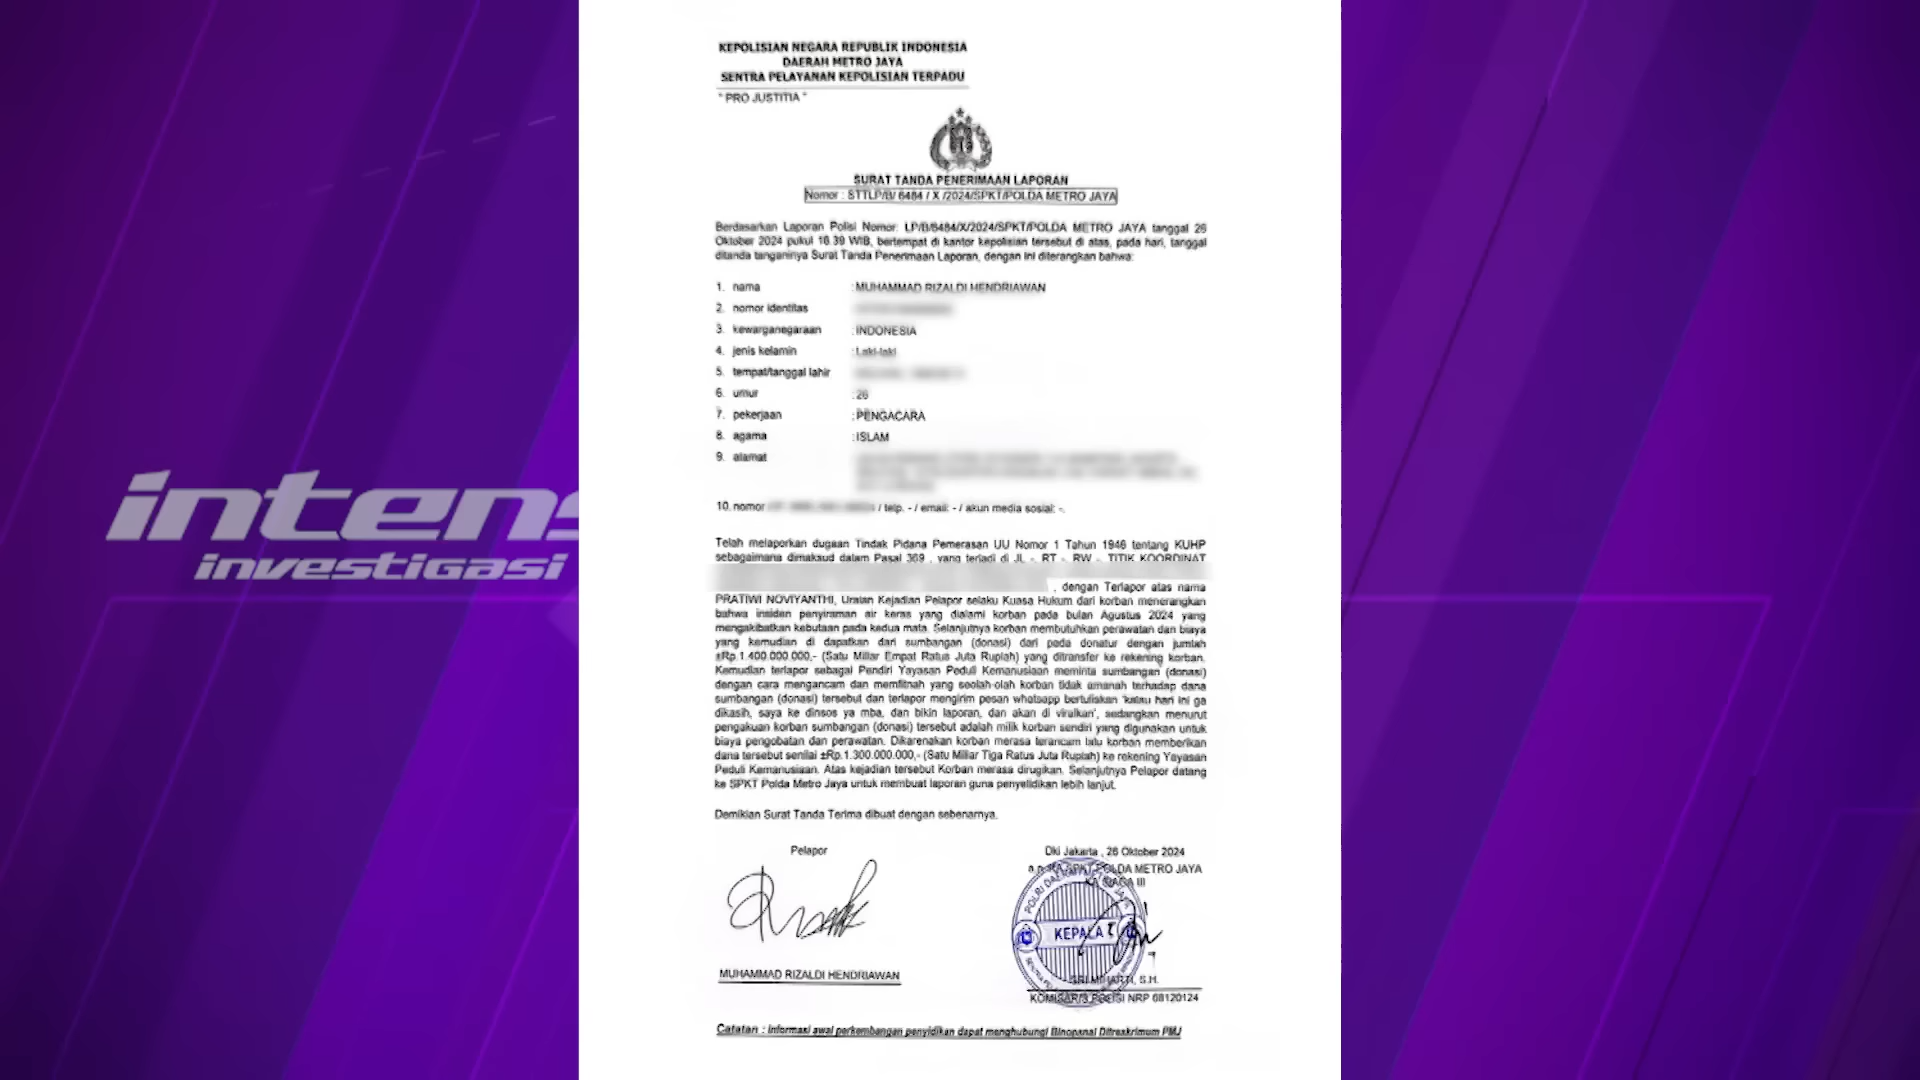 KEPOLISIAN NEGARA REPUBLIK INDONESIA
DAERAH METRO JAYA
SENTRA PELAYANAN KEPOLISIAN TERPADU
" PRO JUSTITIA "
SURAT TANDA PENERIMAAN LAPORAN
Nomor : STTLP/B/ 6484 / X /2024/SPKT/POLDA METRO JAYA
Berdasarkan Laporan Polisi Nomor: LP/B/6484/X/2024/SPKT/POLDA METRO JAYA tanggal 26
Oktober 2024 pukul 18.39 WIB, bertempat di kantor kepolisian tersebut di atas, pada hari, tanggal
ditanda tanganinya Surat Tanda Penerimaan Laporan, dengan ini diterangkan bahwa:
1. nama : MUHAMMAD RIZALDI HENDRIAWAN
2. nomor identitas
3. kewarganegaraan : INDONESIA
4. jenis kelamin : Laki-laki
5. tempat/tanggal lahir
6. umur : 26
7. pekerjaan : PENGACARA
8. agama : ISLAM
9. alamat
10. nomor / telp. - / email: - / akun media sosial: -.
intens
investigasi
Telah melaporkan dugaan Tindak Pidana Pemerasan UU Nomor 1 Tahun 1946 tentang KUHP
sebagaimana dimaksud dalam Pasal 369 , yang terjadi di JL -, RT -, RW -, TITIK KOORDINAT
, dengan Terlapor atas nama
PRATIWI NOVIYANTHI, Uraian Kejadian Pelapor selaku Kuasa Hukum dari korban menerangkan
bahwa insiden penyiraman air keras yang dialami korban pada bulan Agustus 2024 yang
mengakibatkan kebutaan pada kedua mata. Selanjutnya korban membutuhkan perawatan dan biaya
yang kemudian di dapatkan dari sumbangan (donasi) dari pada donatur dengan jumlah
±Rp.1.400.000.000,- (Satu Miliar Empat Ratus Juta Rupiah) yang ditransfer ke rekening korban.
Kemudian terlapor sebagai Pendiri Yayasan Peduli Kemanusiaan meminta sumbangan (donasi)
dengan cara mengancam dan memfitnah yang seolah-olah korban tidak amanah terhadap dana
sumbangan (donasi) tersebut dan terlapor mengirim pesan whatsapp bertuliskan 'kalau hari ini ga
dikasih, saya ke dinsos ya mba, dan bikin laporan, dan akan di viralkan', sedangkan menurut
pengakuan korban sumbangan (donasi) tersebut adalah milik korban sendiri yang digunakan untuk
biaya pengobatan dan perawatan. Dikarenakan korban merasa terancam lalu korban memberikan
dana tersebut senilai ±Rp.1.300.000.000,- (Satu Miliar Tiga Ratus Juta Rupiah) ke rekening Yayasan
Peduli Kemanusiaan. Atas kejadian tersebut Korban merasa dirugikan. Selanjutnya Pelapor datang
ke SPKT Polda Metro Jaya untuk membuat laporan guna penyelidikan lebih lanjut.
Demikian Surat Tanda Terima dibuat dengan sebenarnya.
Pelapor
Dki Jakarta , 26 Oktober 2024
a.n. KA SPKT POLDA METRO JAYA
KA SIAGA III
KEPALA
MUHAMMAD RIZALDI HENDRIAWAN
S.H.
KOMISARIS POLISI NRP 68120124
Catatan : Informasi awal perkembangan penyidikan dapat menghubungi Binopsnal Ditreskrimum PMJ